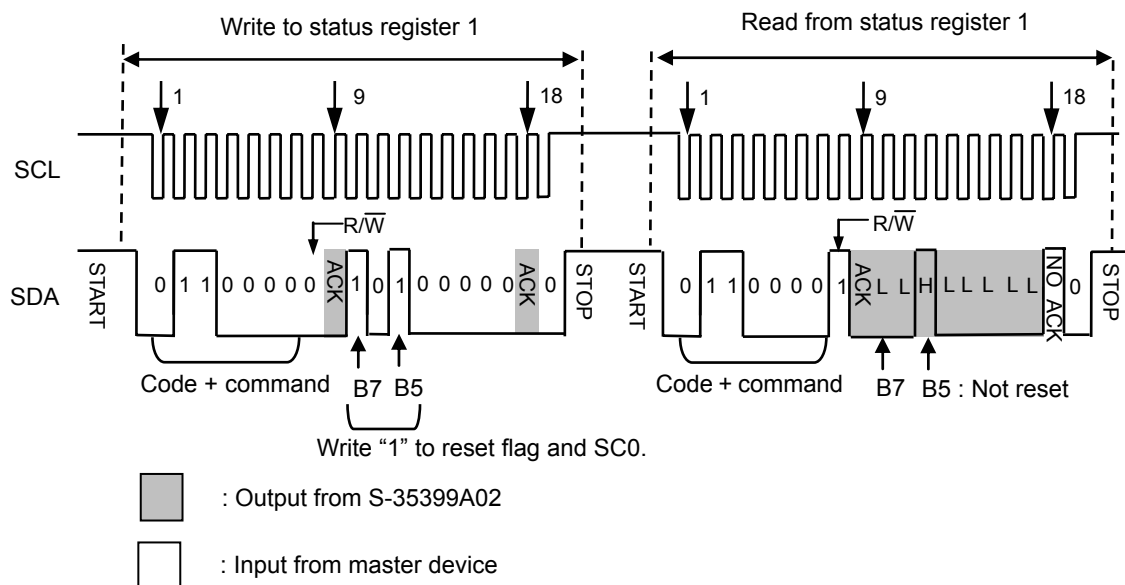 Write to status register 1
Read from status register 1
1 9 18 1 9 18
SCL
R/W̅ R/W̅
SDA
START 0 1 1 0 0 0 0 0 ACK 1 0 1 0 0 0 0 0 ACK 0 STOP START 0 1 1 0 0 0 0 1 ACK L L H L L L L L NO ACK 0 STOP
Code + command B7 B5 Code + command B7 B5 : Not reset
Write “1” to reset flag and SC0.
: Output from S-35399A02
: Input from master device